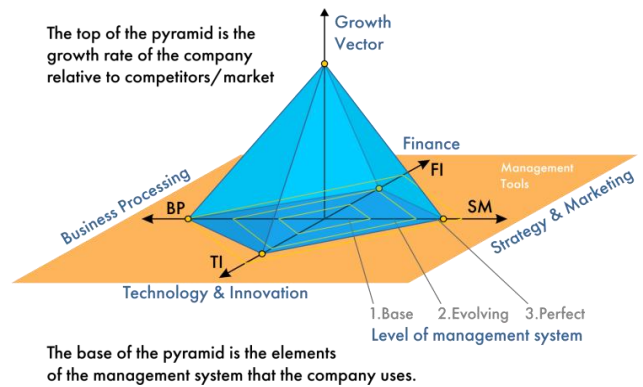 The top of the pyramid is the
growth rate of the company
relative to competitors/market
Growth
Vector
Finance
FI
Management
Tools
Business Processing
BP
SM
Strategy & Marketing
TI
Technology & Innovation
1.Base 2.Evolving 3.Perfect
Level of management system
The base of the pyramid is the elements
of the management system that the company uses.